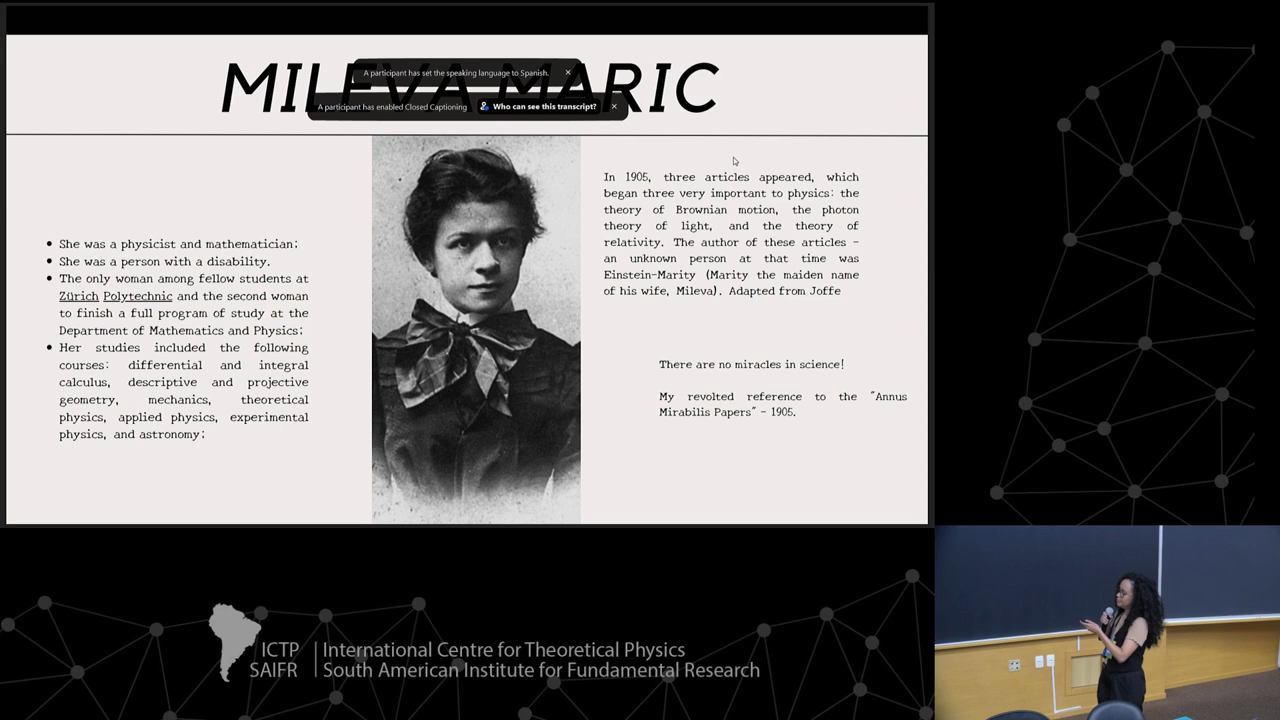 MILEVA MARIC
A participant has set the speaking language to Spanish.
A participant has enabled Closed Captioning
Who can see this transcript?
• She was a physicist and mathematician;
• She was a person with a disability.
• The only woman among fellow students at
Zürich Polytechnic and the second woman
to finish a full program of study at the
Department of Mathematics and Physics;
• Her studies included the following
courses: differential and integral
calculus, descriptive and projective
geometry, mechanics, theoretical
physics, applied physics, experimental
physics, and astronomy;
In 1905, three articles appeared, which
began three very important to physics: the
theory of Brownian motion, the photon
theory of light, and the theory of
relativity. The author of these articles -
an unknown person at that time was
Einstein-Marity (Marity the maiden name
of his wife, Mileva). Adapted from Joffe
There are no miracles in science!
My revolted reference to the "Annus
Mirabilis Papers" - 1905.
ICTP
SAIFR
International Centre for Theoretical Physics
South American Institute for Fundamental Research